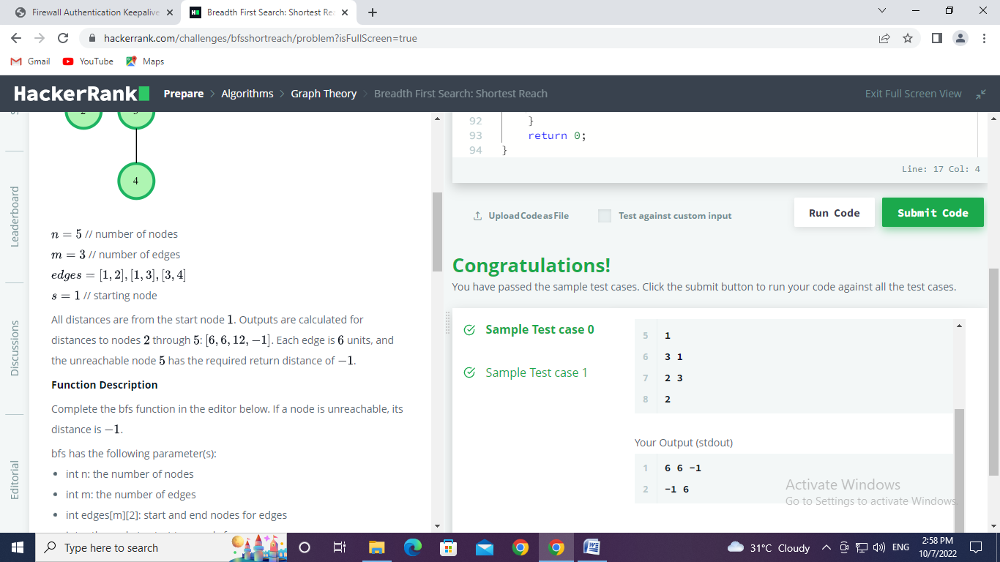 Firewall Authentication Keepalive
Breadth First Search: Shortest Rea
hackerrank.com/challenges/bfsshortreach/problem?isFullScreen=true
Gmail YouTube Maps
HackerRank Prepare > Algorithms > Graph Theory > Breadth First Search: Shortest Reach Exit Full Screen View
Leaderboard
Discussions
Editorial
4
n = 5 // number of nodes
m = 3 // number of edges
edges = [1, 2], [1, 3], [3, 4]
s = 1 // starting node
All distances are from the start node 1. Outputs are calculated for
distances to nodes 2 through 5: [6, 6, 12, −1]. Each edge is 6 units, and
the unreachable node 5 has the required return distance of −1.
Function Description
Complete the bfs function in the editor below. If a node is unreachable, its
distance is −1.
bfs has the following parameter(s):
• int n: the number of nodes
• int m: the number of edges
• int edges[m][2]: start and end nodes for edges
92 }
93 return 0;
94 }
Line: 17 Col: 4
Upload Code as File Test against custom input Run Code Submit Code
Congratulations!
You have passed the sample test cases. Click the submit button to run your code against all the test cases.
Sample Test case 0
Sample Test case 1
5 1
6 3 1
7 2 3
8 2
Your Output (stdout)
1 6 6 -1
2 -1 6
Activate Windows
Go to Settings to activate Windows.
Type here to search
31°C Cloudy ENG 2:58 PM
10/7/2022